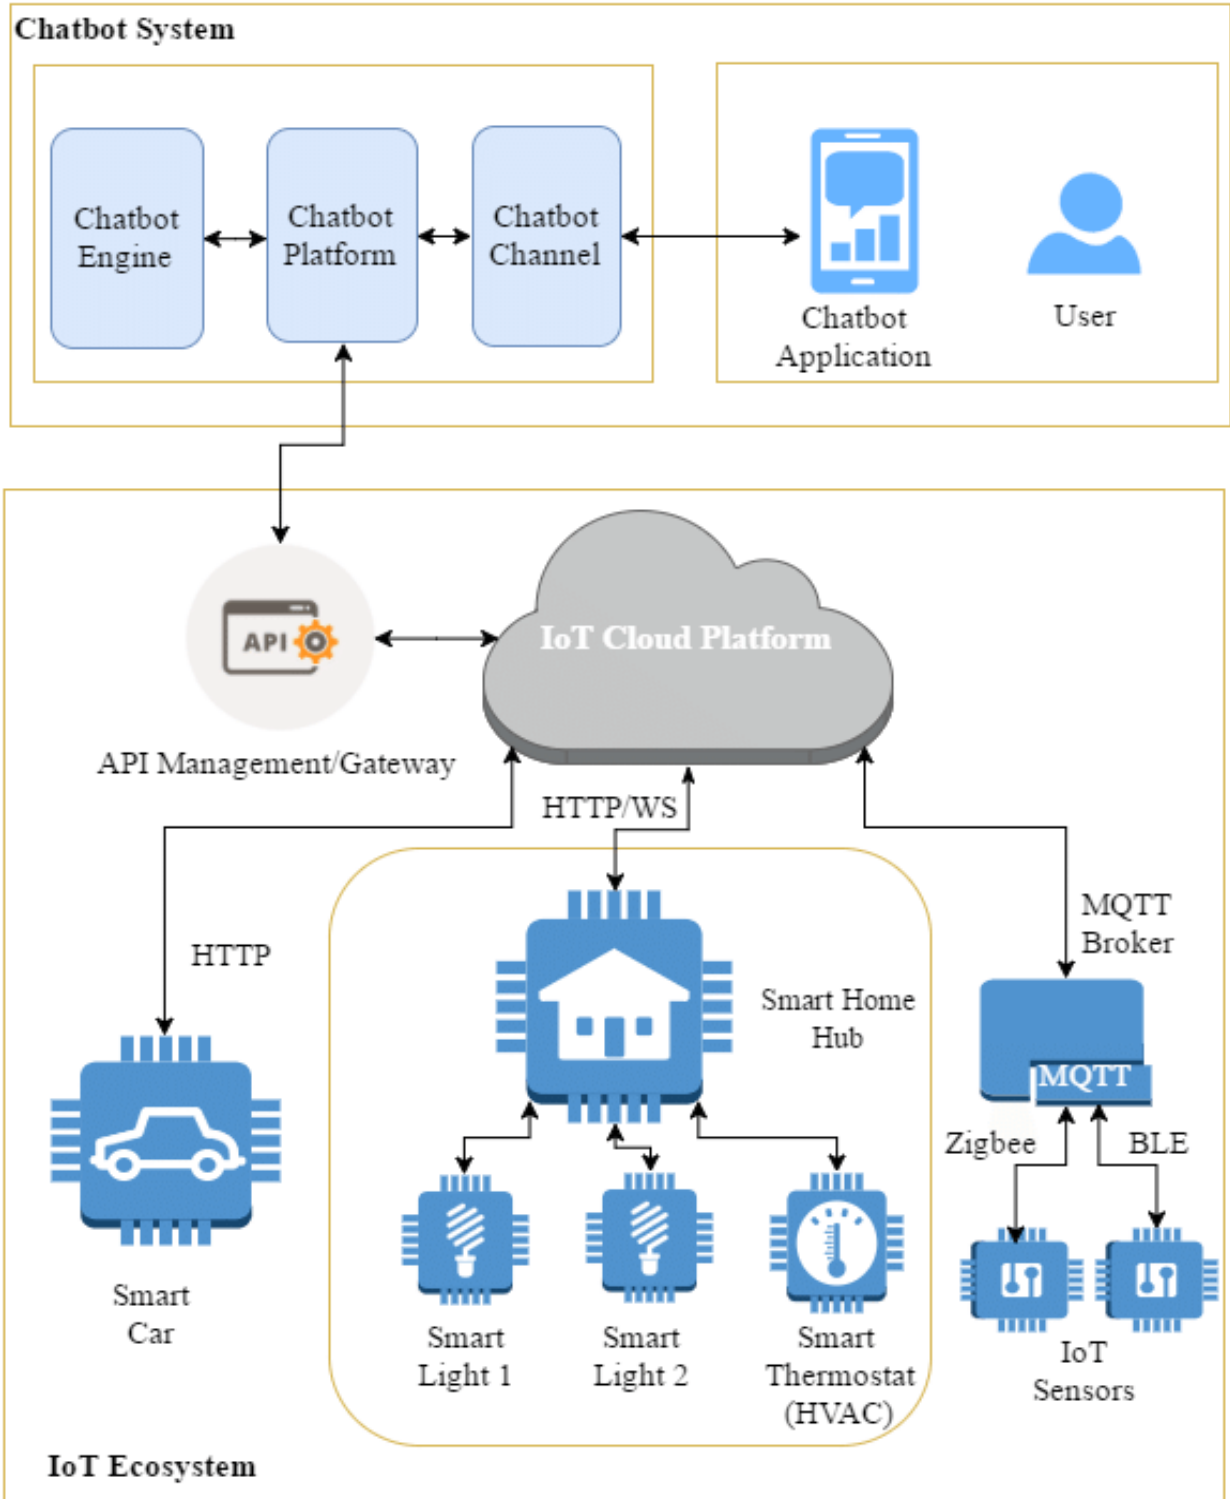 Chatbot System
Chatbot
Engine
Chatbot
Platform
Chatbot
Channel
Chatbot
Application
User
API
IoT Cloud Platform
API Management/Gateway
HTTP/WS
HTTP
MQTT
Broker
Smart Home
Hub
MQTT
Zigbee
BLE
Smart
Car
Smart
Light 1
Smart
Light 2
Smart
Thermostat
(HVAC)
IoT
Sensors
IoT Ecosystem